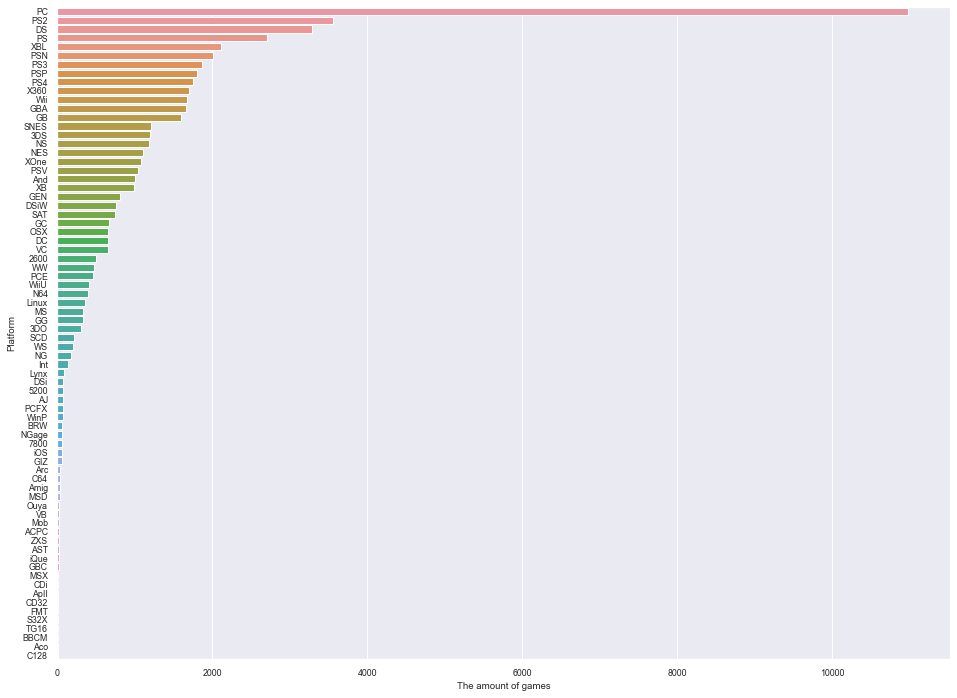 PC
PS2
DS
PS
XBL
PSN
PS3
PSP
PS4
X360
Wii
GBA
GB
SNES
3DS
NS
NES
XOne
PSV
And
XB
GEN
DSiW
SAT
GC
OSX
DC
VC
2600
WW
PCE
WiiU
N64
Linux
MS
GG
3DO
SCD
WS
NG
Int
Lynx
DSi
5200
AJ
PCFX
WinP
BRW
NGage
7800
iOS
GIZ
Arc
C64
Amig
MSD
Ouya
VB
Mob
ACPC
ZXS
AST
iQue
GBC
MSX
CDi
ApII
CD32
FMT
S32X
TG16
BBCM
Aco
C128
Platform
0 2000 4000 6000 8000 10000
The amount of games